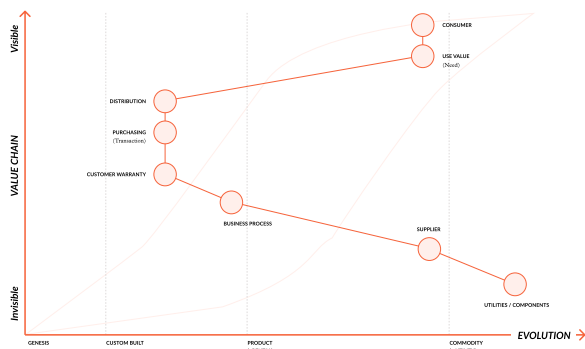 Visible
CONSUMER
USE VALUE
(Need)
DISTRIBUTION
PURCHASING
(Transaction)
VALUE CHAIN
CUSTOMER WARRANTY
BUSINESS PROCESS
SUPPLIER
Invisible
UTILITIES / COMPONENTS
EVOLUTION
GENESIS
CUSTOM BUILT
PRODUCT
COMMODITY